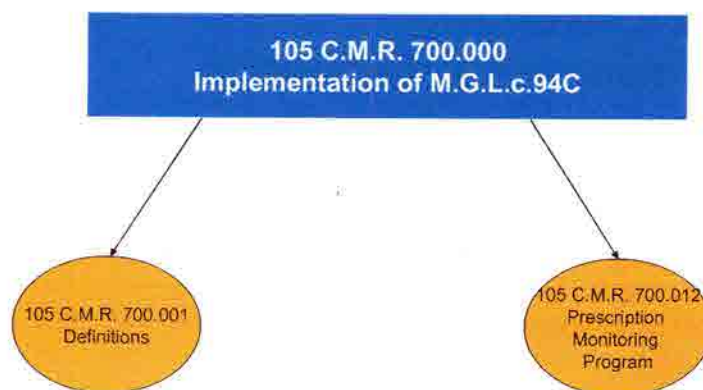 105 C.M.R. 700.000
Implementation of M.G.L.c.94C
105 C.M.R. 700.001
Definitions
105 C.M.R. 700.012
Prescription
Monitoring
Program